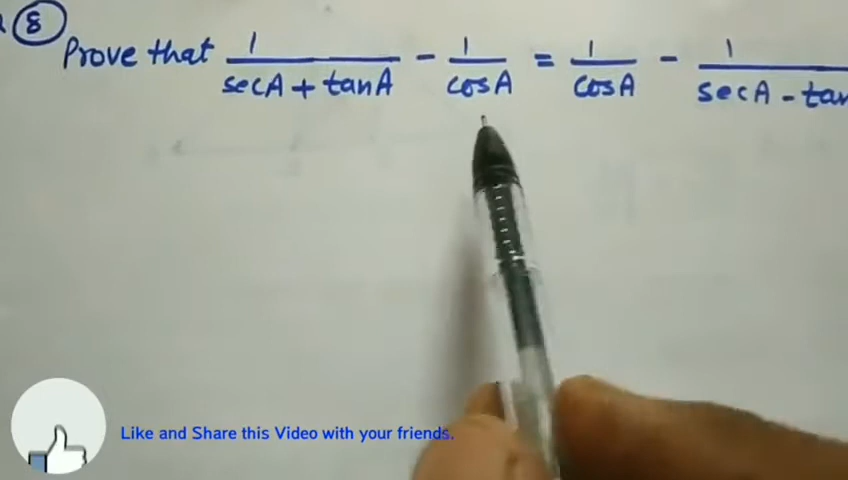 8
Prove that 1/(secA + tanA) - 1/cosA = 1/cosA - 1/(secA - tan
Like and Share this Video with your friends.